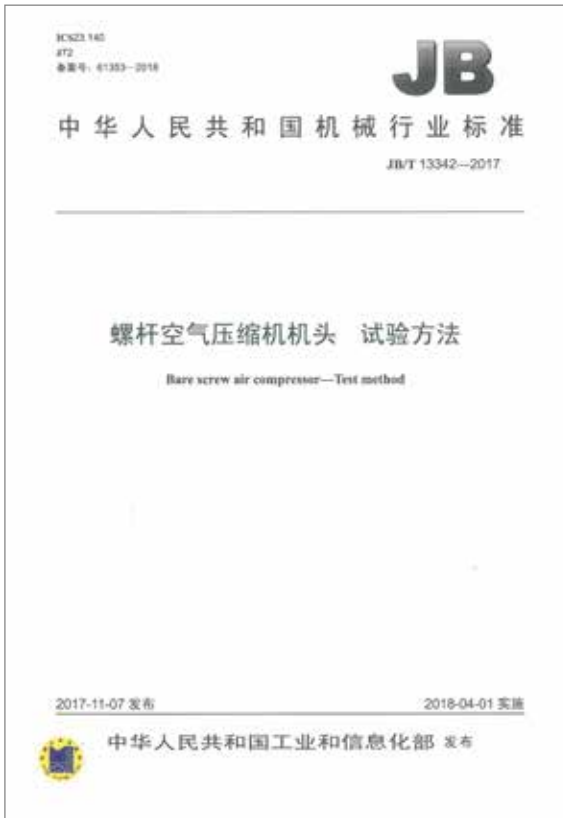 ICS23.140
J72
备案号：61353—2018
JB
中华人民共和国机械行业标准
JB/T 13342—2017
螺杆空气压缩机机头 试验方法
Bare screw air compressor—Test method
2017-11-07 发布
2018-04-01 实施
中华人民共和国工业和信息化部 发布